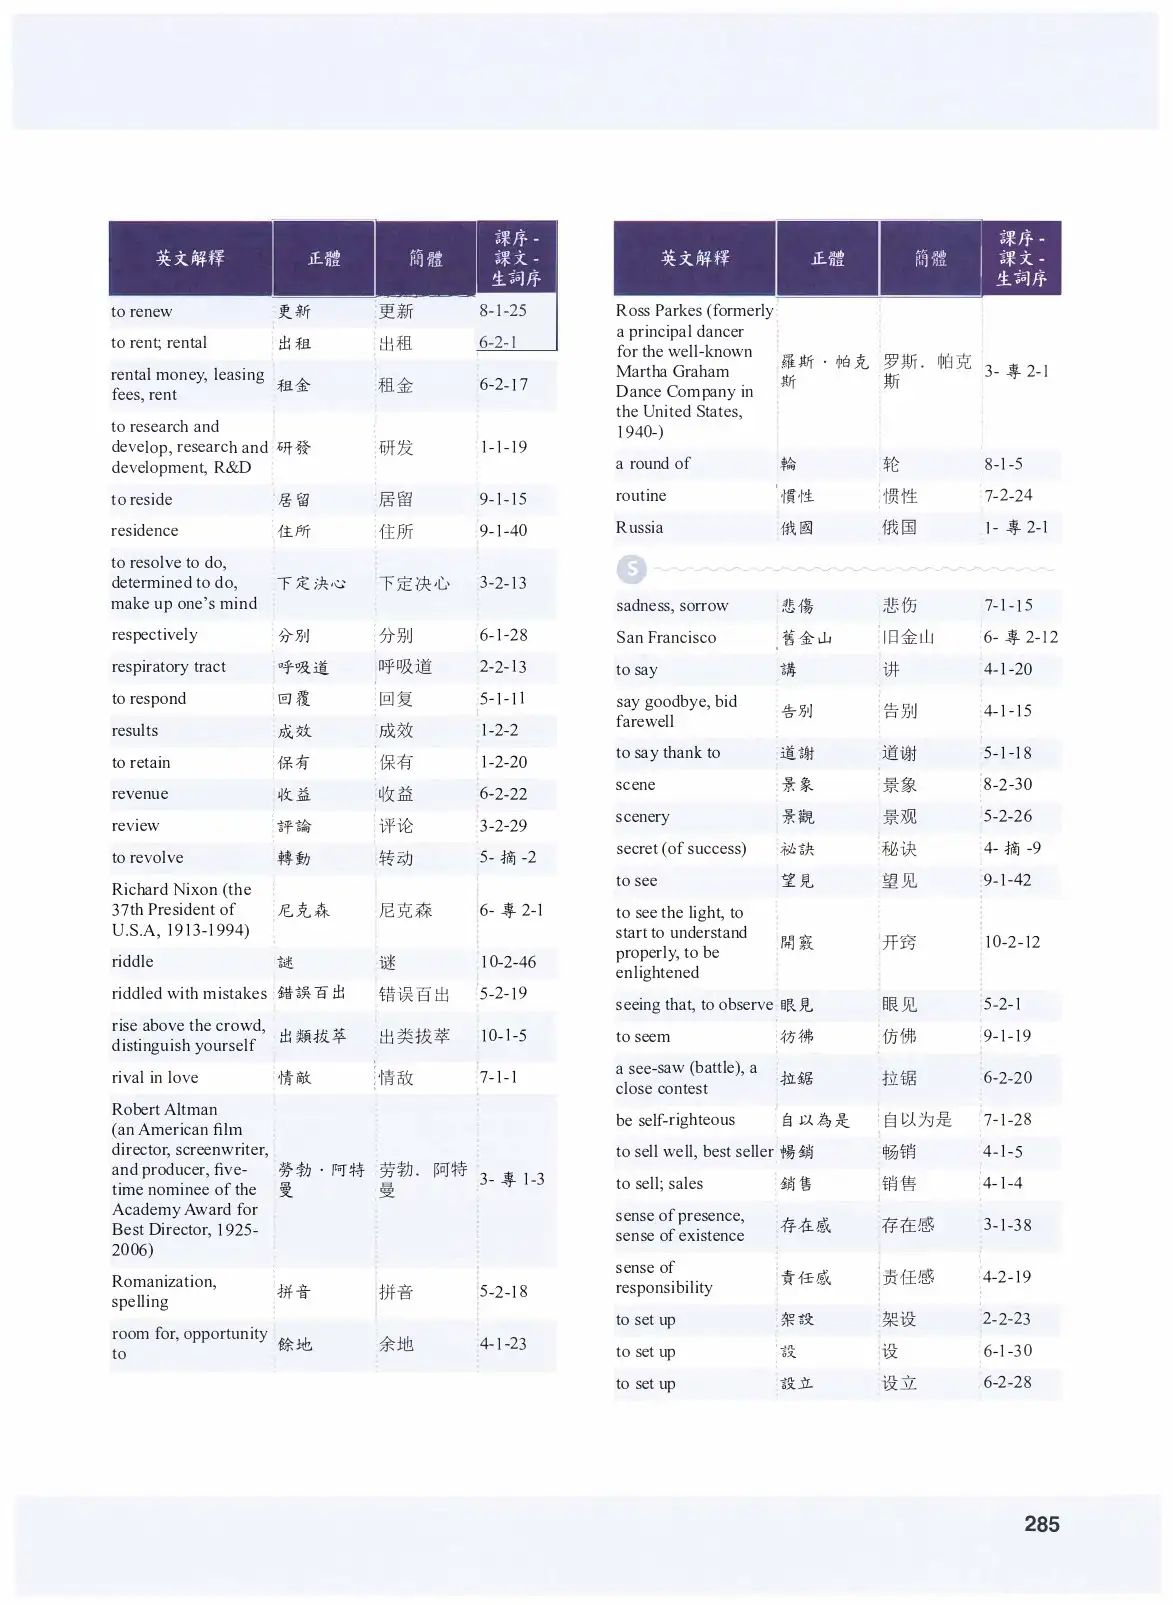 英文解釋 正體 簡體 課序 -
課文 -
生詞序
to renew 更新 更新 8-1-25
to rent; rental 出租 出租 6-2-1
rental money, leasing
fees, rent 租金 租金 6-2-17
to research and
develop, research and 研發 研发 1-1-19
development, R&D
to reside 居留 居留 9-1-15
residence 住所 住所 9-1-40
to resolve to do,
determined to do, 下定決心 下定决心 3-2-13
make up one's mind
respectively 分別 分别 6-1-28
respiratory tract 呼吸道 呼吸道 2-2-13
to respond 回覆 回复 5-1-11
results 成效 成效 1-2-2
to retain 保有 保有 1-2-20
revenue 收益 收益 6-2-22
review 評論 评论 3-2-29
to revolve 轉動 转动 5- 摘 -2
Richard Nixon (the
37th President of 尼克森 尼克森 6- 專 2-1
U.S.A, 1913-1994)
riddle 謎 谜 10-2-46
riddled with mistakes 錯誤百出 错误百出 5-2-19
rise above the crowd,
distinguish yourself 出類拔萃 出类拔萃 10-1-5
rival in love 情敵 情敌 7-1-1
Robert Altman
(an American film
director, screenwriter,
and producer, five- 勞勃．阿特 劳勃．阿特 3- 專 1-3
time nominee of the 曼 曼
Academy Award for
Best Director, 1925-
2006)
Romanization,
spelling 拼音 拼音 5-2-18
room for, opportunity
to 餘地 余地 4-1-23
英文解釋 正體 簡體 課序 -
課文 -
生詞序
Ross Parkes (formerly
a principal dancer
for the well-known
Martha Graham 羅斯．帕克 罗斯．帕克 3- 專 2-1
Dance Company in 斯 斯
the United States,
1940-)
a round of 輪 轮 8-1-5
routine 慣性 惯性 7-2-24
Russia 俄國 俄国 1- 專 2-1
S
sadness, sorrow 悲傷 悲伤 7-1-15
San Francisco 舊金山 旧金山 6- 專 2-12
to say 講 讲 4-1-20
say goodbye, bid
farewell 告別 告别 4-1-15
to say thank to 道謝 道谢 5-1-18
scene 景象 景象 8-2-30
scenery 景觀 景观 5-2-26
secret (of success) 祕訣 秘诀 4- 摘 -9
to see 望見 望见 9-1-42
to see the light, to
start to understand
properly, to be 開竅 开窍 10-2-12
enlightened
seeing that, to observe 眼見 眼见 5-2-1
to seem 彷彿 仿佛 9-1-19
a see-saw (battle), a
close contest 拉鋸 拉锯 6-2-20
be self-righteous 自以為是 自以为是 7-1-28
to sell well, best seller 暢銷 畅销 4-1-5
to sell; sales 銷售 销售 4-1-4
sense of presence,
sense of existence 存在感 存在感 3-1-38
sense of
responsibility 責任感 责任感 4-2-19
to set up 架設 架设 2-2-23
to set up 設 设 6-1-30
to set up 設立 设立 6-2-28
285